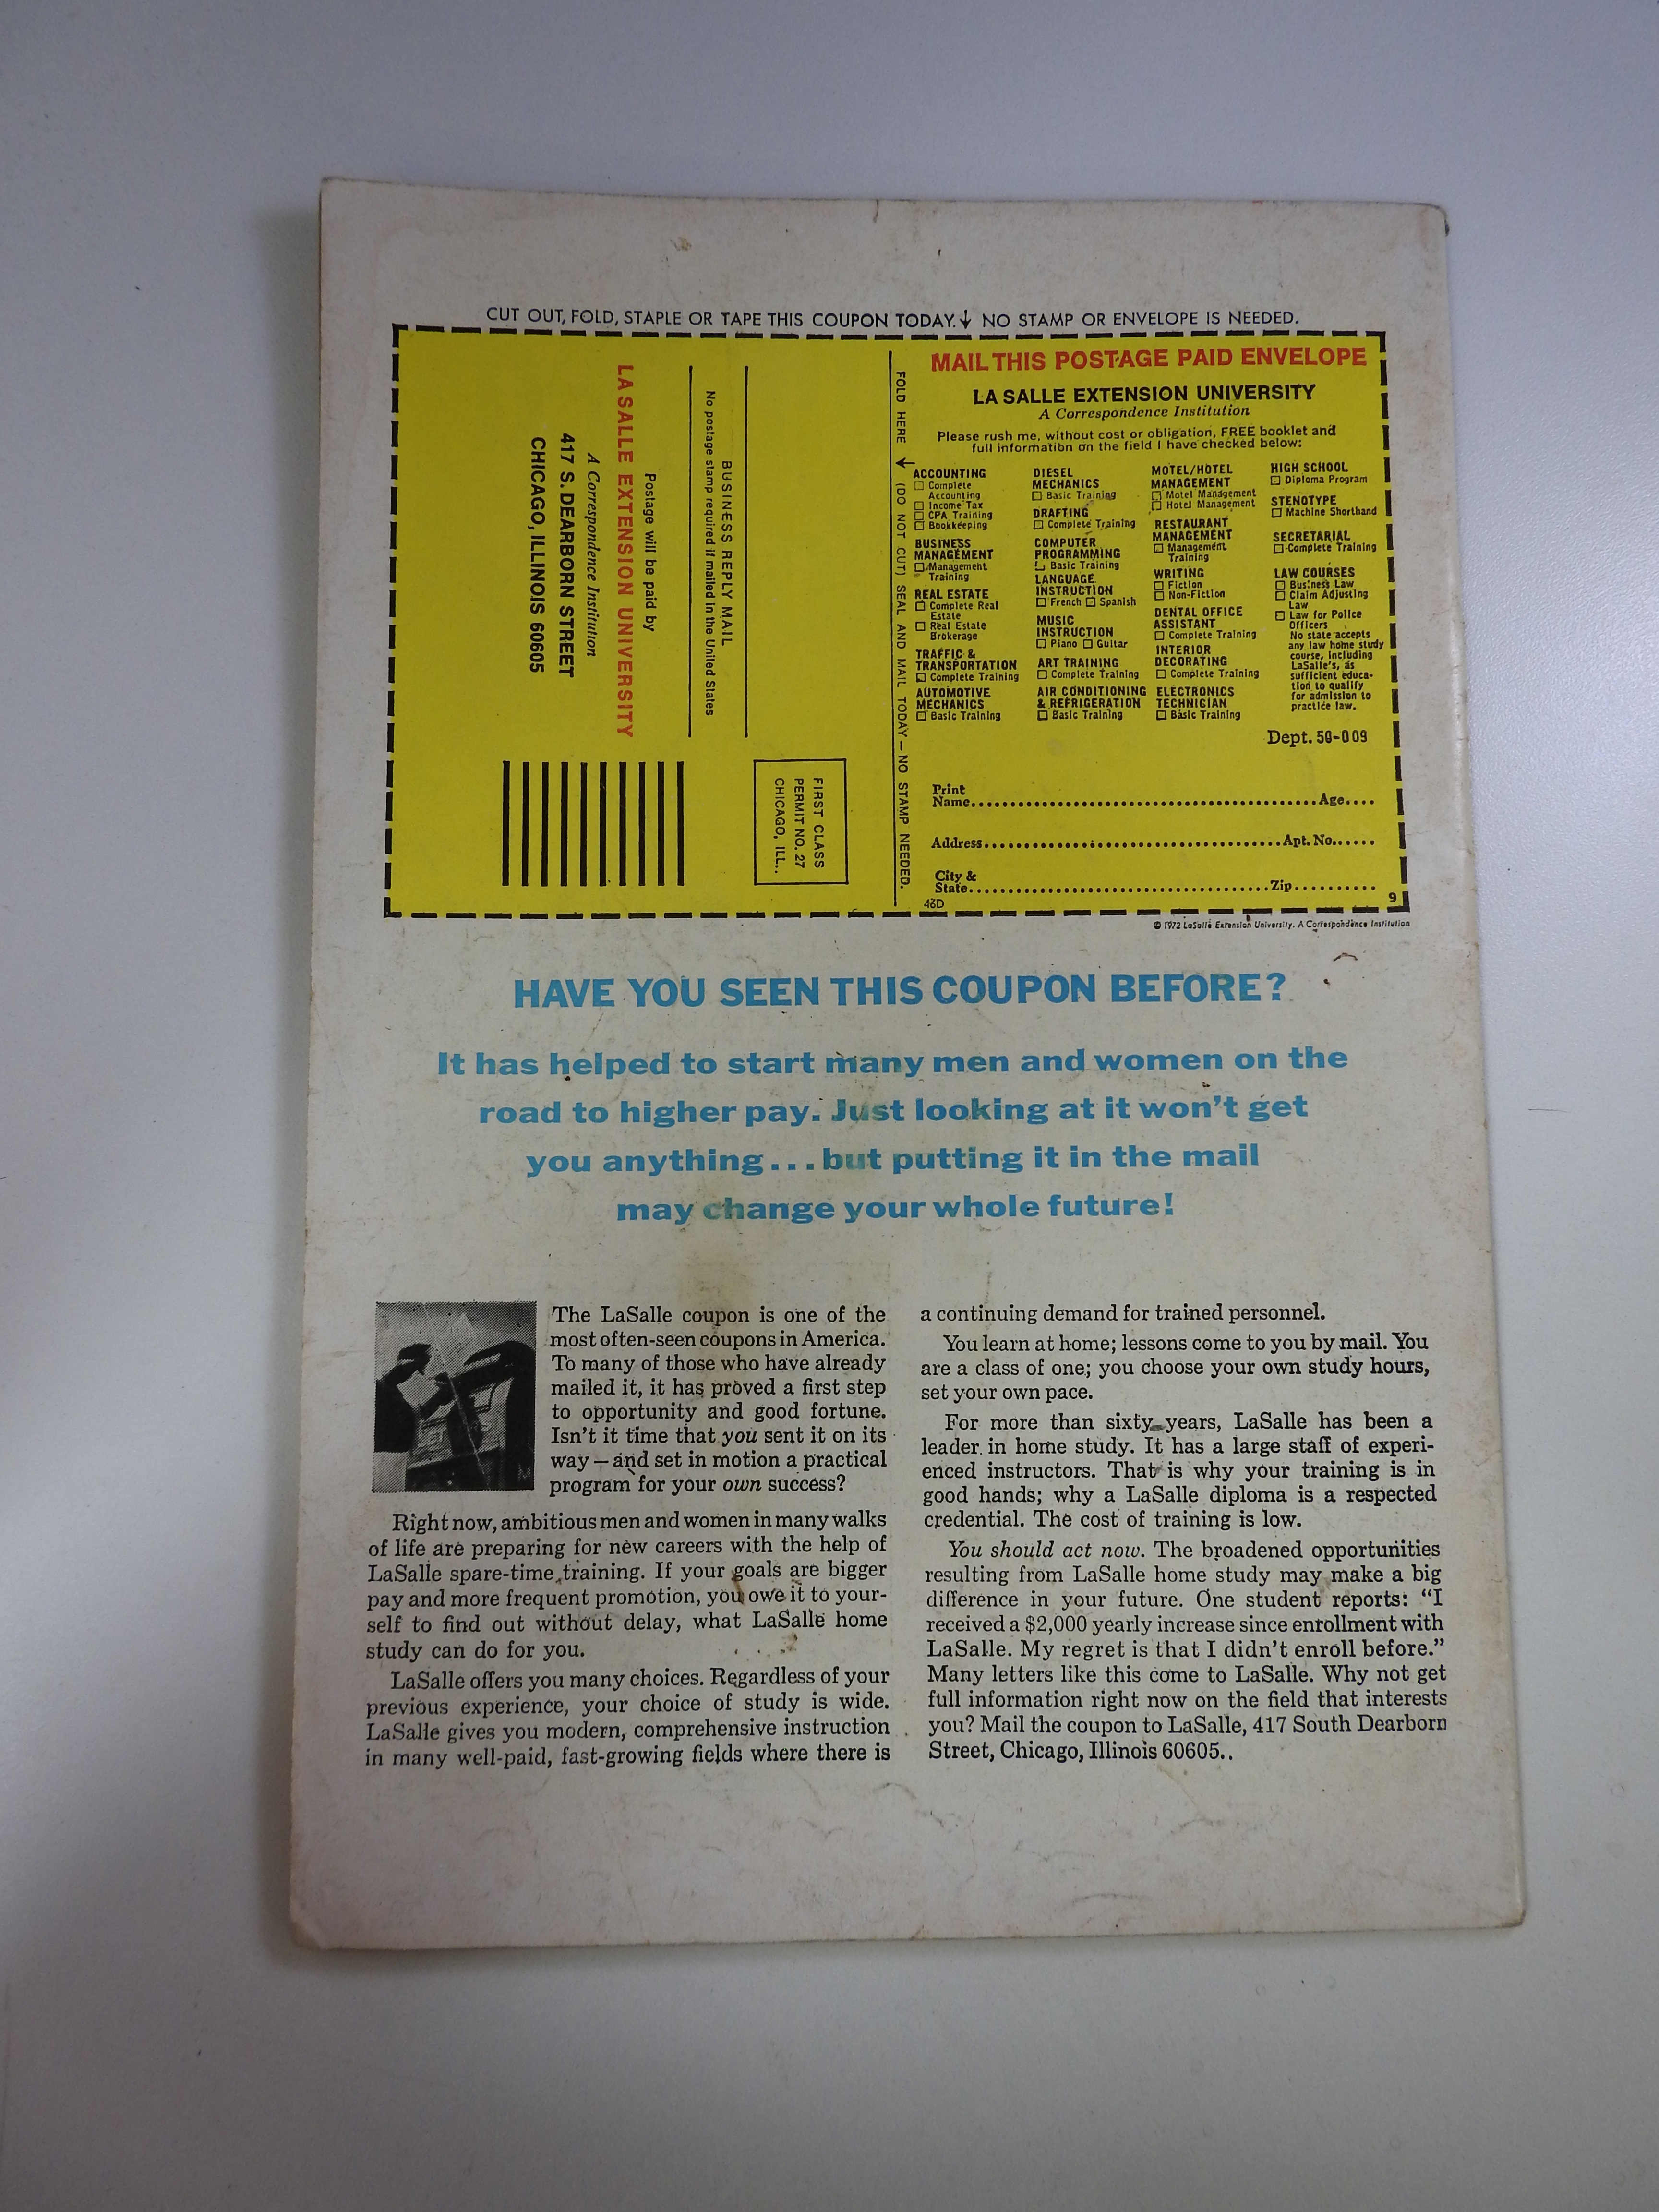 CUT OUT, FOLD, STAPLE OR TAPE THIS COUPON TODAY.↓ NO STAMP OR ENVELOPE IS NEEDED.
LA SALLE EXTENSION UNIVERSITY
A Correspondence Institution
417 S. DEARBORN STREET
CHICAGO, ILLINOIS 60605
Postage will be paid by
No postage stamp required if mailed in the United States
BUSINESS REPLY MAIL
FIRST CLASS
PERMIT NO. 27
CHICAGO, ILL..
FOLD HERE → (DO NOT CUT) SEAL AND MAIL TODAY — NO STAMP NEEDED.
MAIL THIS POSTAGE PAID ENVELOPE
LA SALLE EXTENSION UNIVERSITY
A Correspondence Institution
Please rush me, without cost or obligation, FREE booklet and
full information on the field I have checked below:
ACCOUNTING
☐ Complete
Accounting
☐ Income Tax
☐ CPA Training
☐ Bookkeeping
BUSINESS
MANAGEMENT
☐ Management
Training
REAL ESTATE
☐ Complete Real
Estate
☐ Real Estate
Brokerage
TRAFFIC &
TRANSPORTATION
☐ Complete Training
AUTOMOTIVE
MECHANICS
☐ Basic Training
DIESEL
MECHANICS
☐ Basic Training
DRAFTING
☐ Complete Training
COMPUTER
PROGRAMMING
☐ Basic Training
LANGUAGE
INSTRUCTION
☐ French ☐ Spanish
MUSIC
INSTRUCTION
☐ Piano ☐ Guitar
ART TRAINING
☐ Complete Training
AIR CONDITIONING
& REFRIGERATION
☐ Basic Training
MOTEL/HOTEL
MANAGEMENT
☐ Motel Management
☐ Hotel Management
RESTAURANT
MANAGEMENT
☐ Management
Training
WRITING
☐ Fiction
☐ Non-Fiction
DENTAL OFFICE
ASSISTANT
☐ Complete Training
INTERIOR
DECORATING
☐ Complete Training
ELECTRONICS
TECHNICIAN
☐ Basic Training
HIGH SCHOOL
☐ Diploma Program
STENOTYPE
☐ Machine Shorthand
SECRETARIAL
☐ Complete Training
LAW COURSES
☐ Business Law
☐ Claim Adjusting
Law
☐ Law for Police
Officers
No state accepts
any law home study
course, including
LaSalle's, as
sufficient educa-
tion to qualify
for admission to
practice law.
Dept. 50-009
Print
Name.................Age....
Address.................Apt. No......
City &
State.................Zip..........
46D 9
© 1972 LaSalle Extension University. A Correspondence Institution
HAVE YOU SEEN THIS COUPON BEFORE?
It has helped to start many men and women on the
road to higher pay. Just looking at it won't get
you anything...but putting it in the mail
may change your whole future!
The LaSalle coupon is one of the
most often-seen coupons in America.
To many of those who have already
mailed it, it has proved a first step
to opportunity and good fortune.
Isn't it time that you sent it on its
way—and set in motion a practical
program for your own success?
Right now, ambitious men and women in many walks
of life are preparing for new careers with the help of
LaSalle spare-time training. If your goals are bigger
pay and more frequent promotion, you owe it to your-
self to find out without delay, what LaSalle home
study can do for you.
LaSalle offers you many choices. Regardless of your
previous experience, your choice of study is wide.
LaSalle gives you modern, comprehensive instruction
in many well-paid, fast-growing fields where there is
a continuing demand for trained personnel.
You learn at home; lessons come to you by mail. You
are a class of one; you choose your own study hours,
set your own pace.
For more than sixty years, LaSalle has been a
leader in home study. It has a large staff of experi-
enced instructors. That is why your training is in
good hands; why a LaSalle diploma is a respected
credential. The cost of training is low.
You should act now. The broadened opportunities
resulting from LaSalle home study may make a big
difference in your future. One student reports: “I
received a $2,000 yearly increase since enrollment with
LaSalle. My regret is that I didn't enroll before.”
Many letters like this come to LaSalle. Why not get
full information right now on the field that interests
you? Mail the coupon to LaSalle, 417 South Dearborn
Street, Chicago, Illinois 60605..